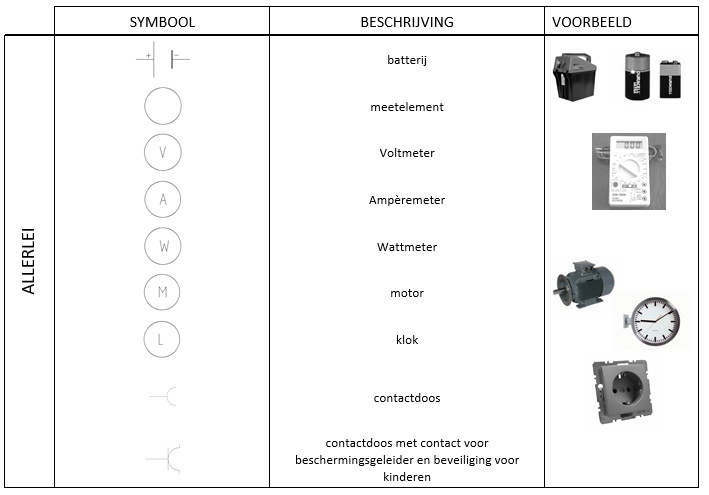 SYMBOOL BESCHRIJVING VOORBEELD
ALLERLEI
+ − batterij
meetelement
V Voltmeter
A Ampèremeter
W Wattmeter
M motor
L klok
contactdoos
contactdoos met contact voor
beschermingsgeleider en beveiliging voor
kinderen